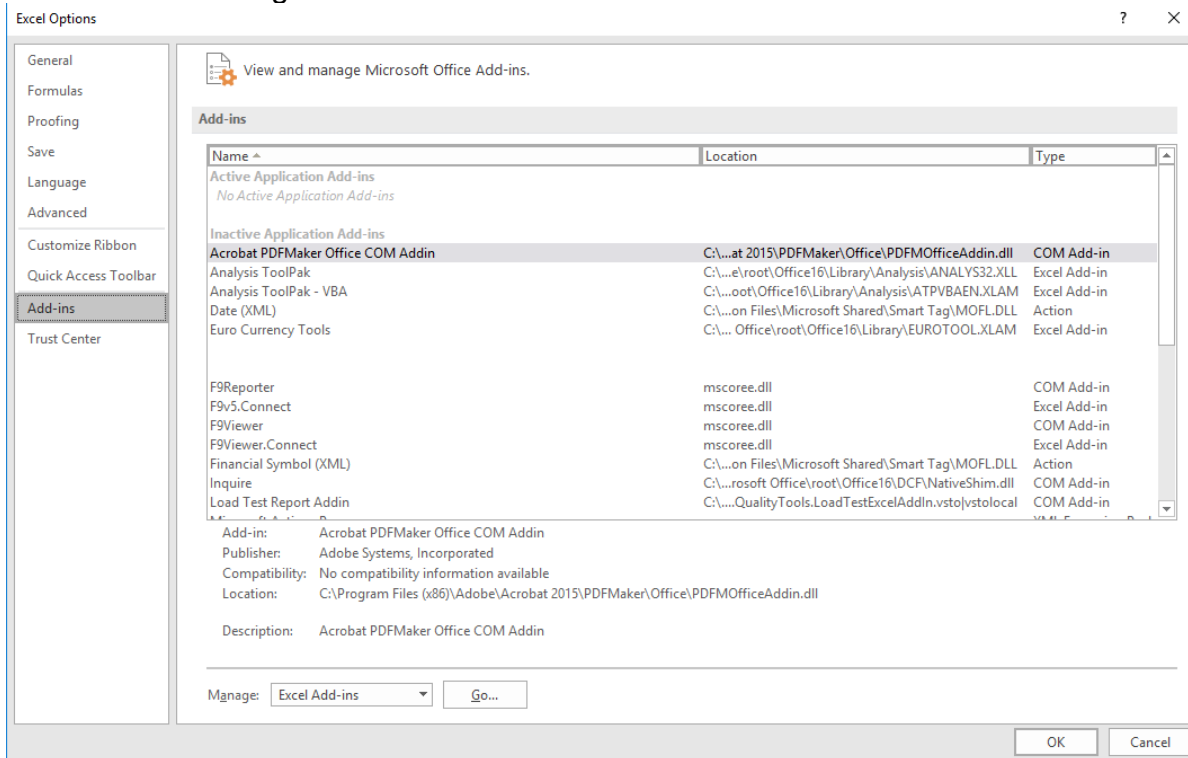 Excel Options ? ×
General
Formulas
Proofing
Save
Language
Advanced
Customize Ribbon
Quick Access Toolbar
Add-ins
Trust Center
View and manage Microsoft Office Add-ins.
Add-ins
Name Location Type
Active Application Add-ins
No Active Application Add-ins
Inactive Application Add-ins
Acrobat PDFMaker Office COM Addin C:\...at 2015\PDFMaker\Office\PDFMOfficeAddin.dll COM Add-in
Analysis ToolPak C:\...e\root\Office16\Library\Analysis\ANALYS32.XLL Excel Add-in
Analysis ToolPak - VBA C:\...oot\Office16\Library\Analysis\ATPVBAEN.XLAM Excel Add-in
Date (XML) C:\...on Files\Microsoft Shared\Smart Tag\MOFL.DLL Action
Euro Currency Tools C:\... Office\root\Office16\Library\EUROTOOL.XLAM Excel Add-in
F9Reporter mscoree.dll COM Add-in
F9v5.Connect mscoree.dll Excel Add-in
F9Viewer mscoree.dll COM Add-in
F9Viewer.Connect mscoree.dll Excel Add-in
Financial Symbol (XML) C:\...on Files\Microsoft Shared\Smart Tag\MOFL.DLL Action
Inquire C:\...rosoft Office\root\Office16\DCF\NativeShim.dll COM Add-in
Load Test Report Addin C:\....QualityTools.LoadTestExcelAddIn.vsto|vstolocal COM Add-in
Add-in: Acrobat PDFMaker Office COM Addin
Publisher: Adobe Systems, Incorporated
Compatibility: No compatibility information available
Location: C:\Program Files (x86)\Adobe\Acrobat 2015\PDFMaker\Office\PDFMOfficeAddin.dll
Description: Acrobat PDFMaker Office COM Addin
Manage: Excel Add-ins Go...
OK Cancel